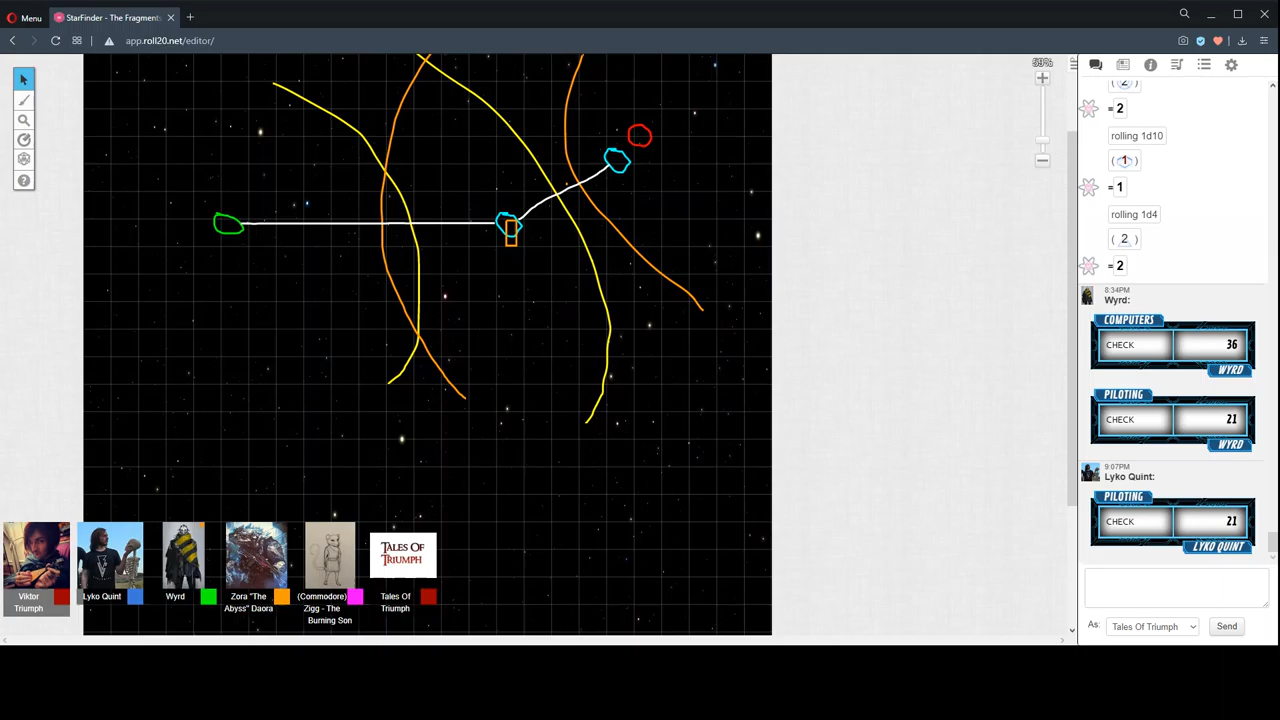 Menu
StarFinder - The Fragments
app.roll20.net/editor/
59%
2
= 2
rolling 1d10
(1)
= 1
rolling 1d4
(2)
= 2
8:34PM
Wyrd:
COMPUTERS
CHECK 36
WYRD
PILOTING
CHECK 21
WYRD
9:07PM
Lyko Quint:
PILOTING
CHECK 21
LYKO QUINT
TALES OF
TRIUMPH
Viktor
Triumph
Lyko Quint
Wyrd
Zora "The
Abyss" Daora
(Commodore)
Zigg - The
Burning Son
Tales Of
Triumph
As: Tales Of Triumph Send